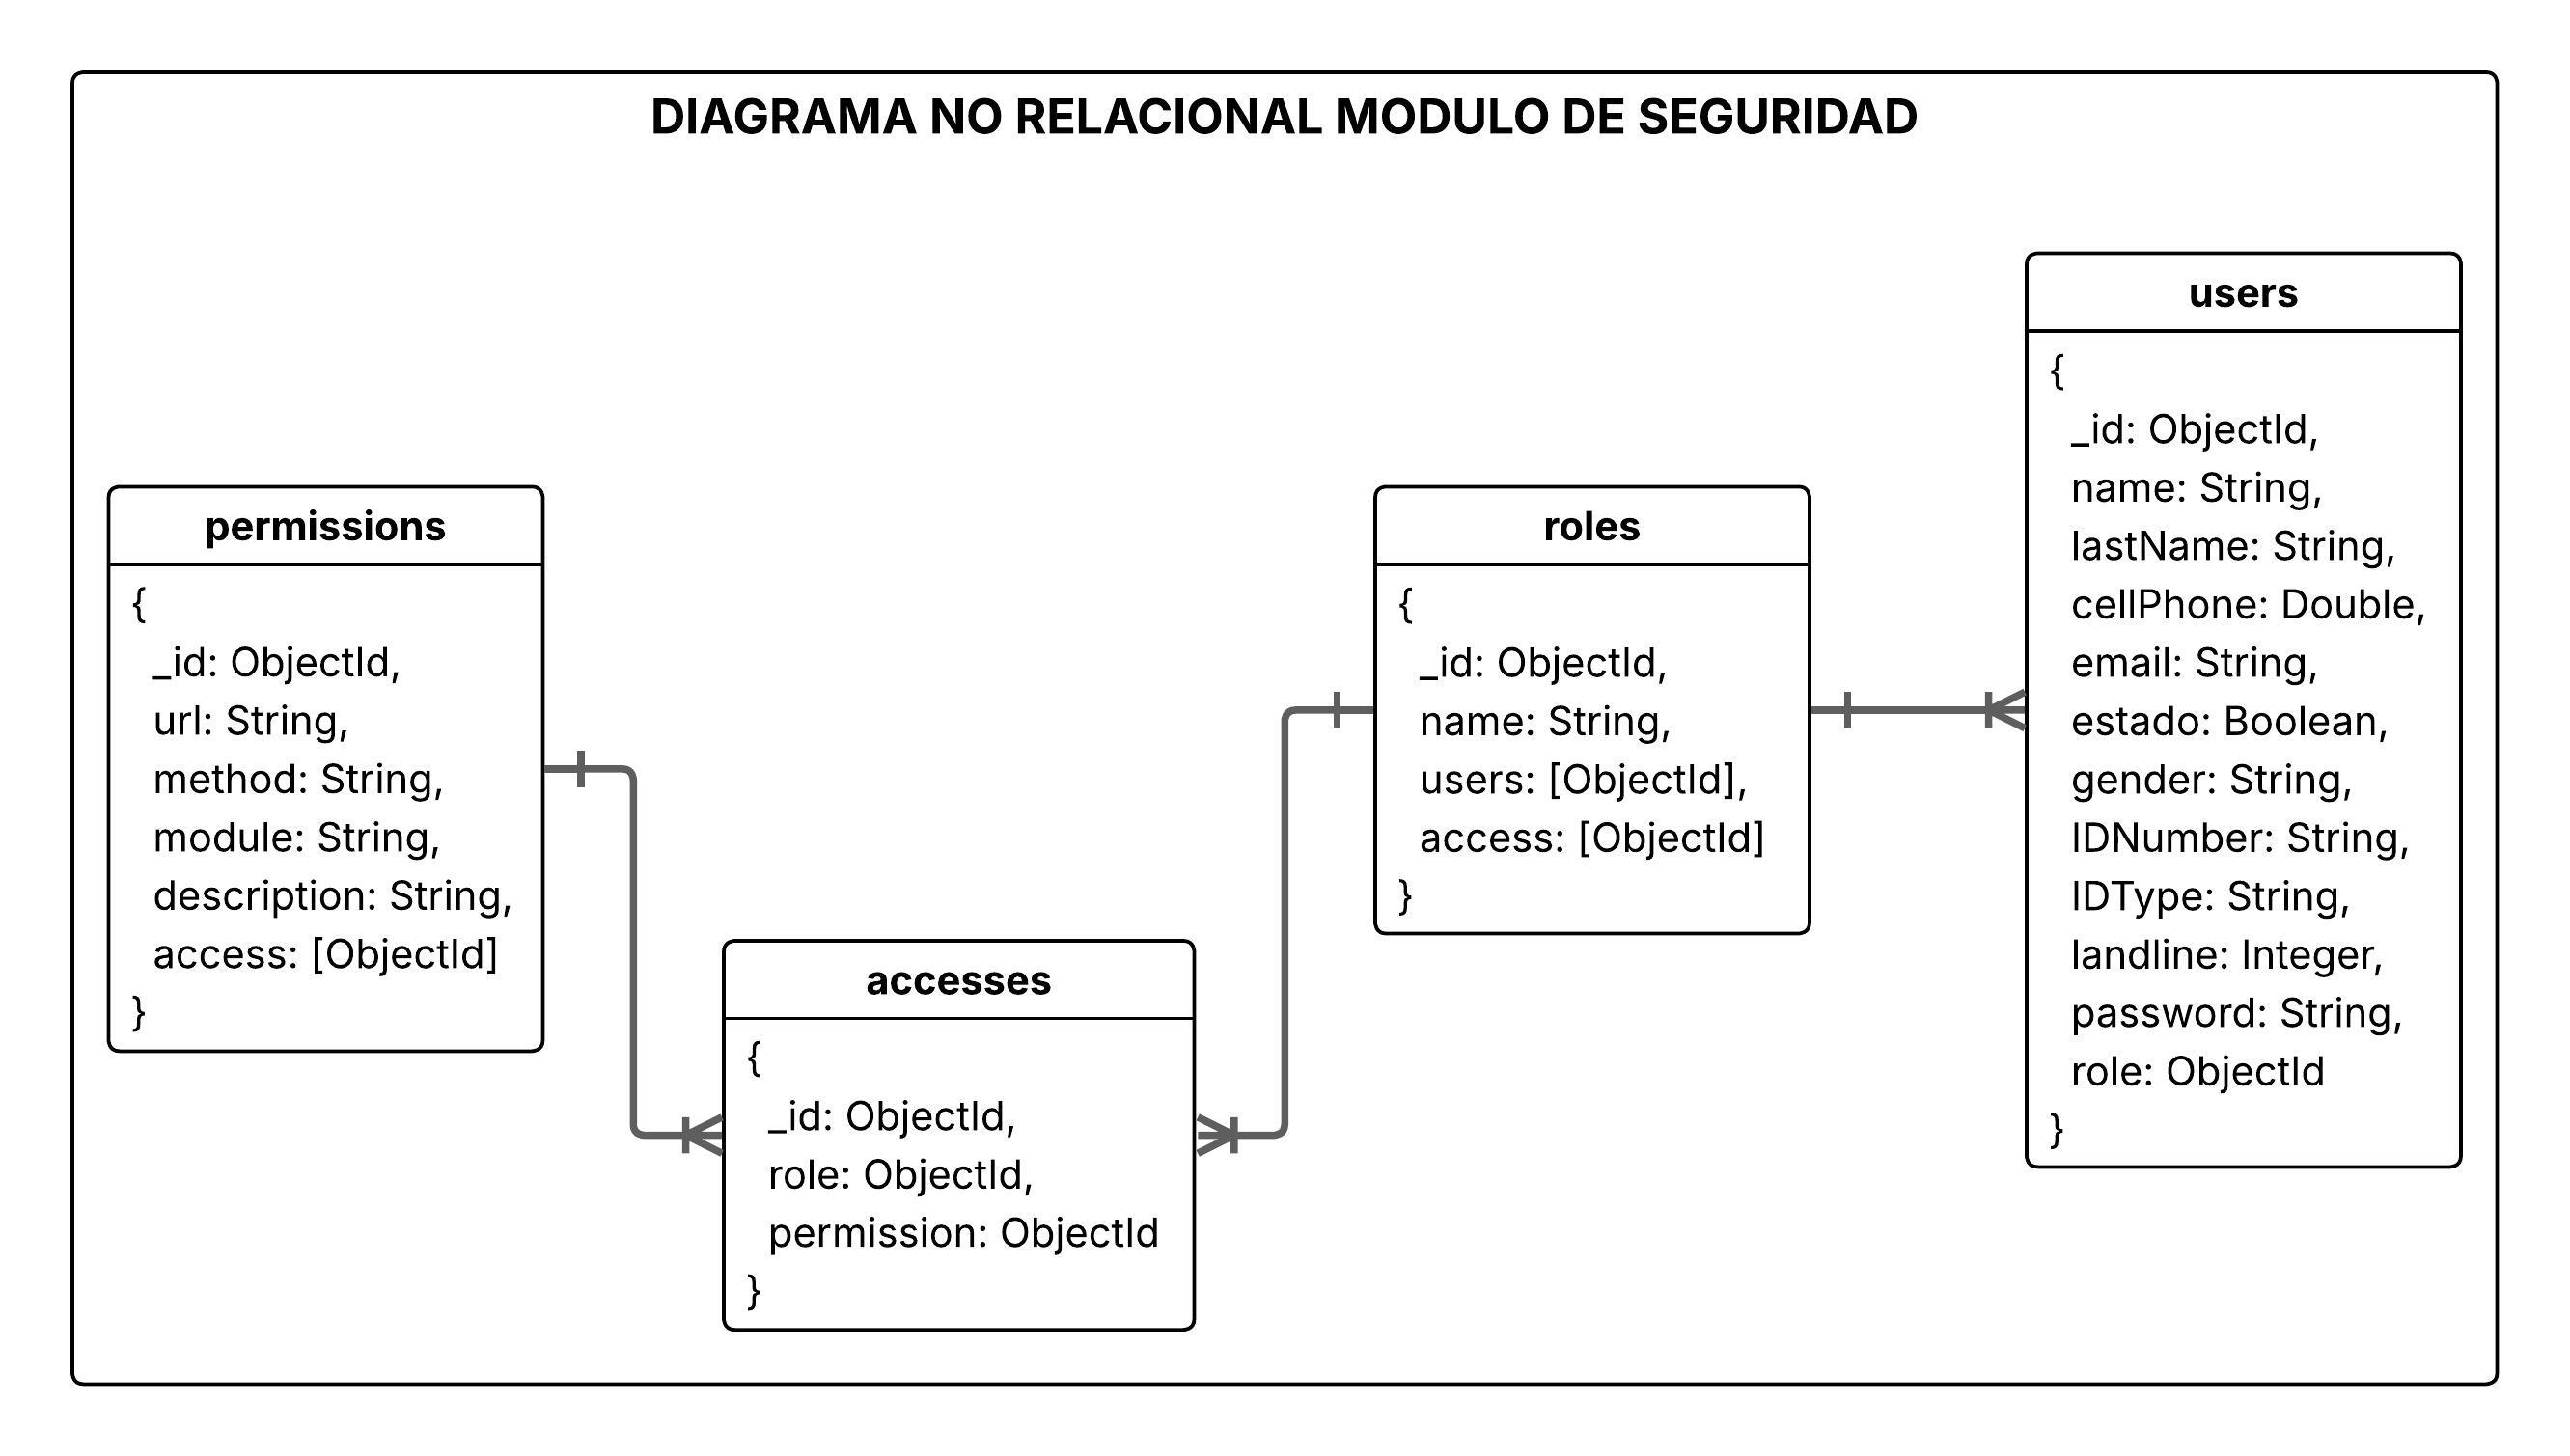 DIAGRAMA NO RELACIONAL MODULO DE SEGURIDAD
permissions
{
_id: ObjectId,
url: String,
method: String,
module: String,
description: String,
access: [ObjectId]
}
accesses
{
_id: ObjectId,
role: ObjectId,
permission: ObjectId
}
roles
{
_id: ObjectId,
name: String,
users: [ObjectId],
access: [ObjectId]
}
users
{
_id: ObjectId,
name: String,
lastName: String,
cellPhone: Double,
email: String,
estado: Boolean,
gender: String,
IDNumber: String,
IDType: String,
landline: Integer,
password: String,
role: ObjectId
}